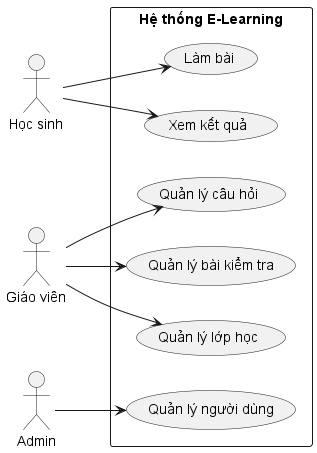 Hệ thống E-Learning
Làm bài
Học sinh
Xem kết quả
Quản lý câu hỏi
Giáo viên
Quản lý bài kiểm tra
Quản lý lớp học
Admin
Quản lý người dùng